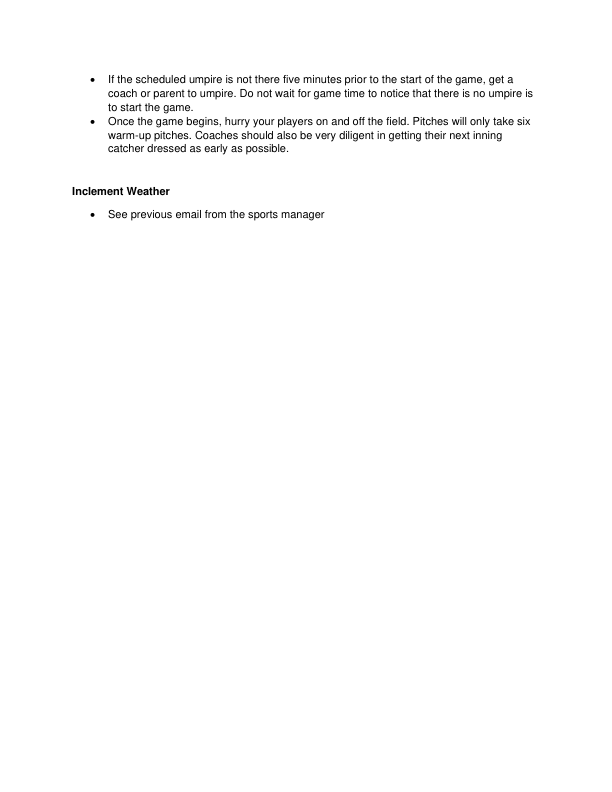 • If the scheduled umpire is not there five minutes prior to the start of the game, get a
coach or parent to umpire. Do not wait for game time to notice that there is no umpire is
to start the game.
• Once the game begins, hurry your players on and off the field. Pitches will only take six
warm-up pitches. Coaches should also be very diligent in getting their next inning
catcher dressed as early as possible.
Inclement Weather
• See previous email from the sports manager